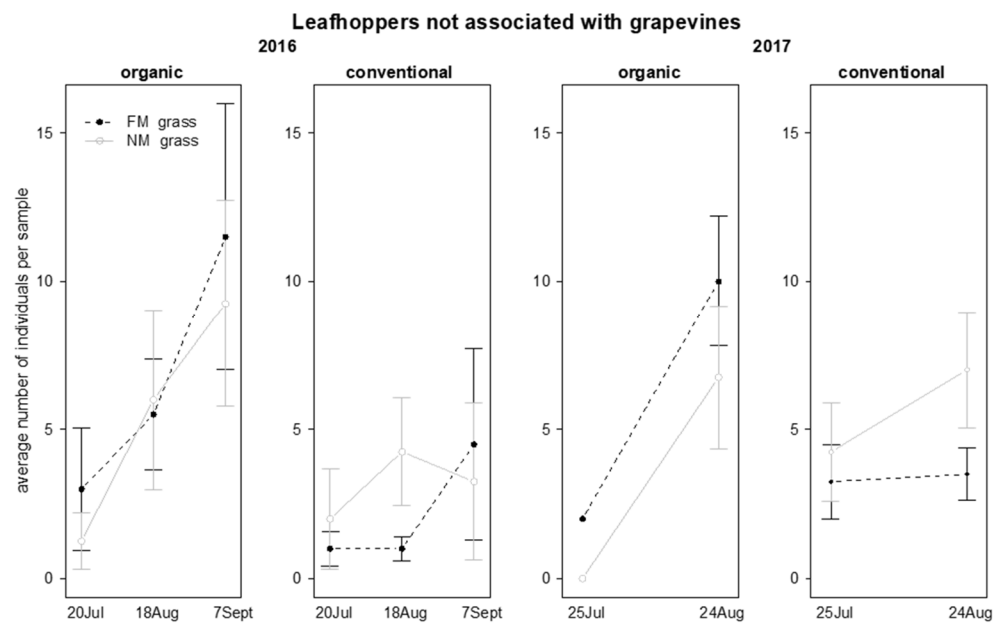 Leafhoppers not associated with grapevines
2016
2017
organic
conventional
organic
conventional
average number of individuals per sample
FM grass
NM grass
15
10
5
0
20Jul 18Aug 7Sept
15
10
5
0
20Jul 18Aug 7Sept
15
10
5
0
25Jul 24Aug
15
10
5
0
25Jul 24Aug